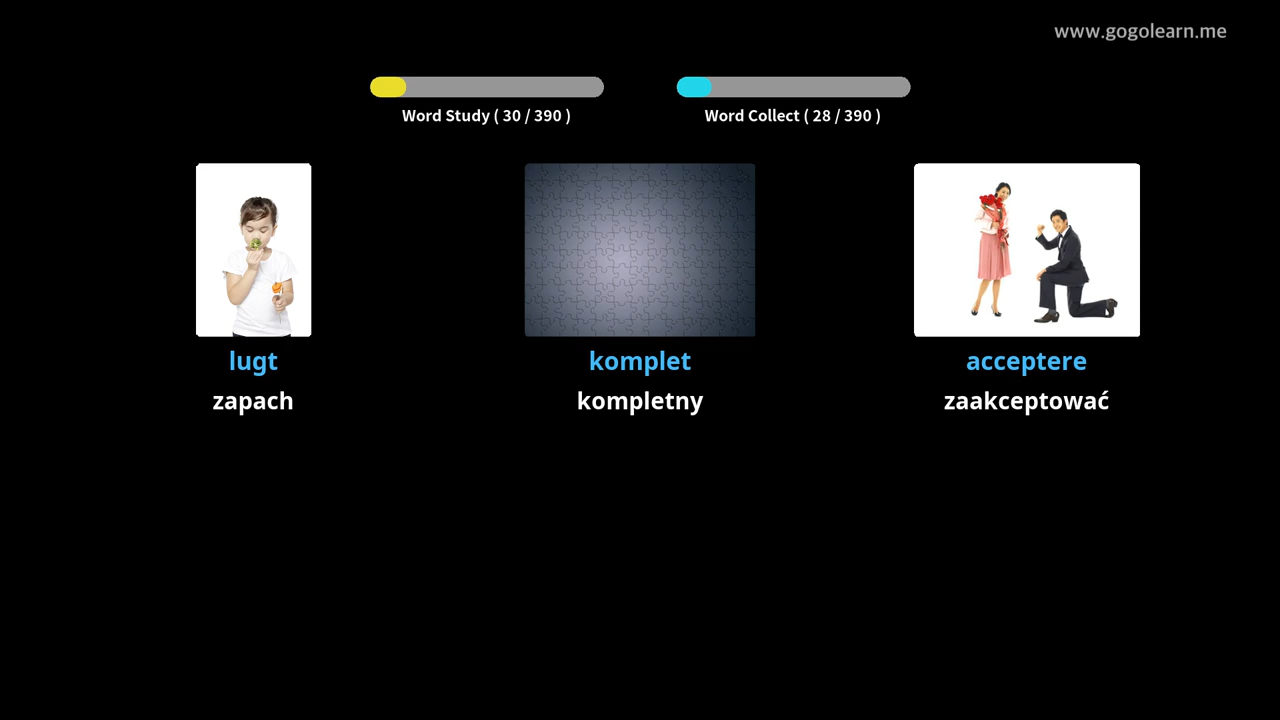 www.gogolearn.me
Word Study ( 30 / 390 )
Word Collect ( 28 / 390 )
lugt
komplet
acceptere
zapach
kompletny
zaakceptować